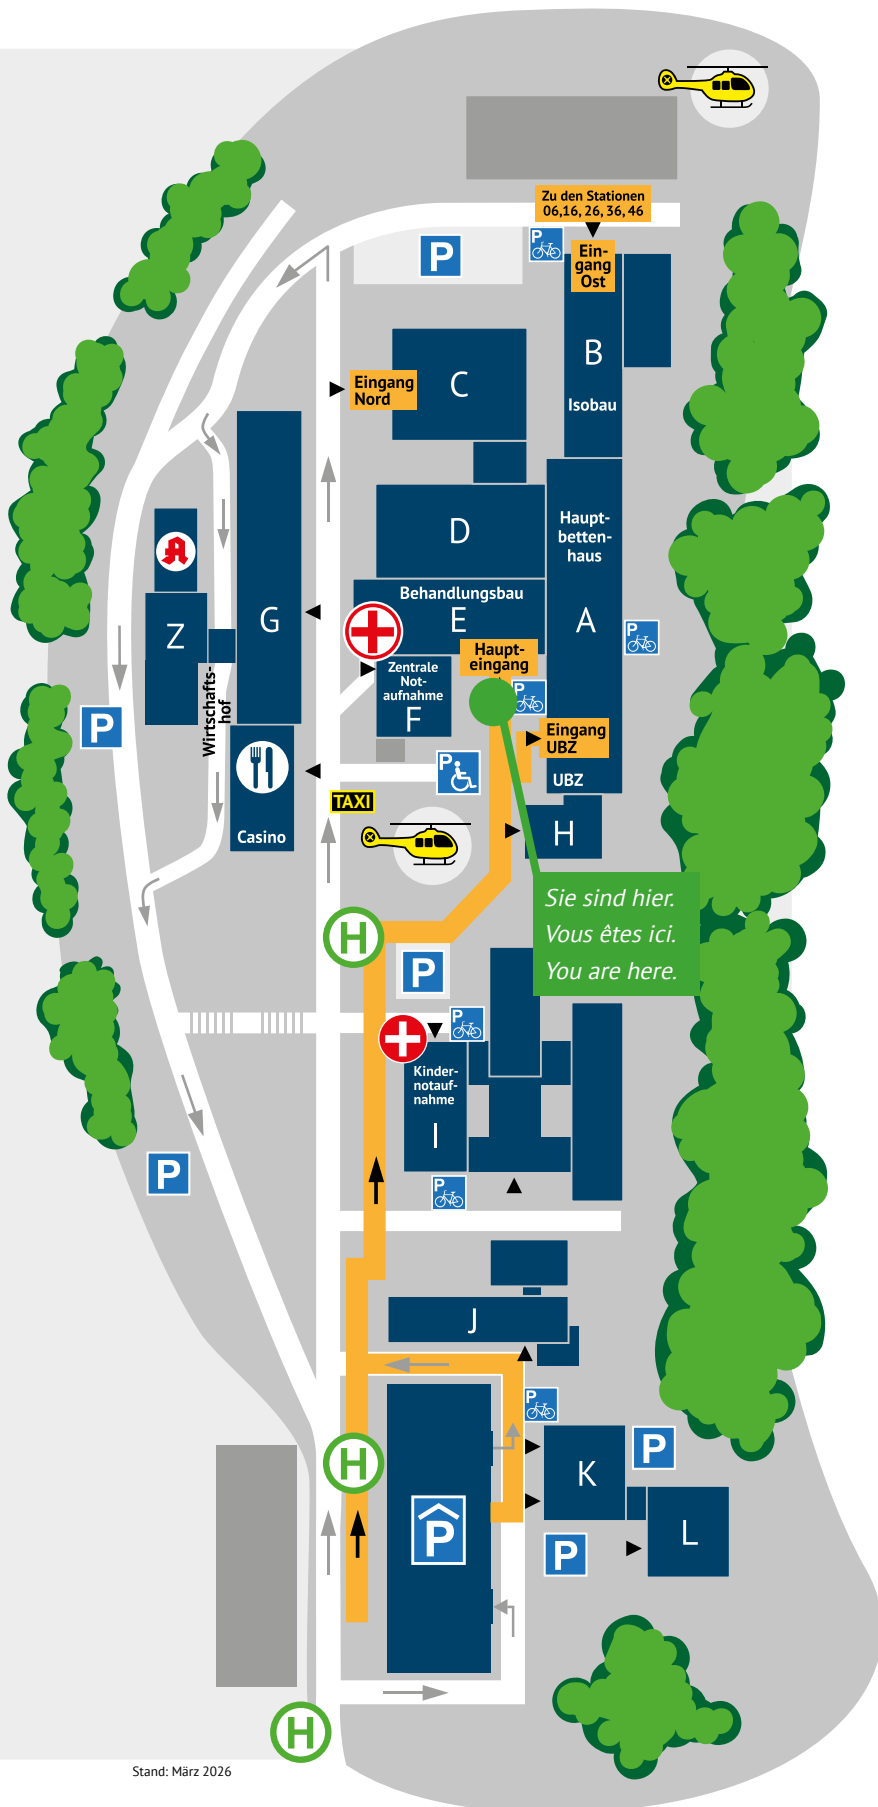 Zu den Stationen
06,16, 26, 36, 46
P
P
Ein-
gang
Ost
B
Isobau
Eingang
Nord
C
D
Haupt-
betten-
haus
A
Behandlungsbau
E
G
Z
Haupt-
eingang
Zentrale
Not-
aufnahme
F
P
P
Wirtschafts-
hof
P
Eingang
UBZ
UBZ
P
TAXI
Casino
H
Sie sind hier.
Vous êtes ici.
You are here.
H
P
P
Kinder-
notauf-
nahme
I
P
P
J
P
H
K
P
P
L
P
H
Stand: März 2026